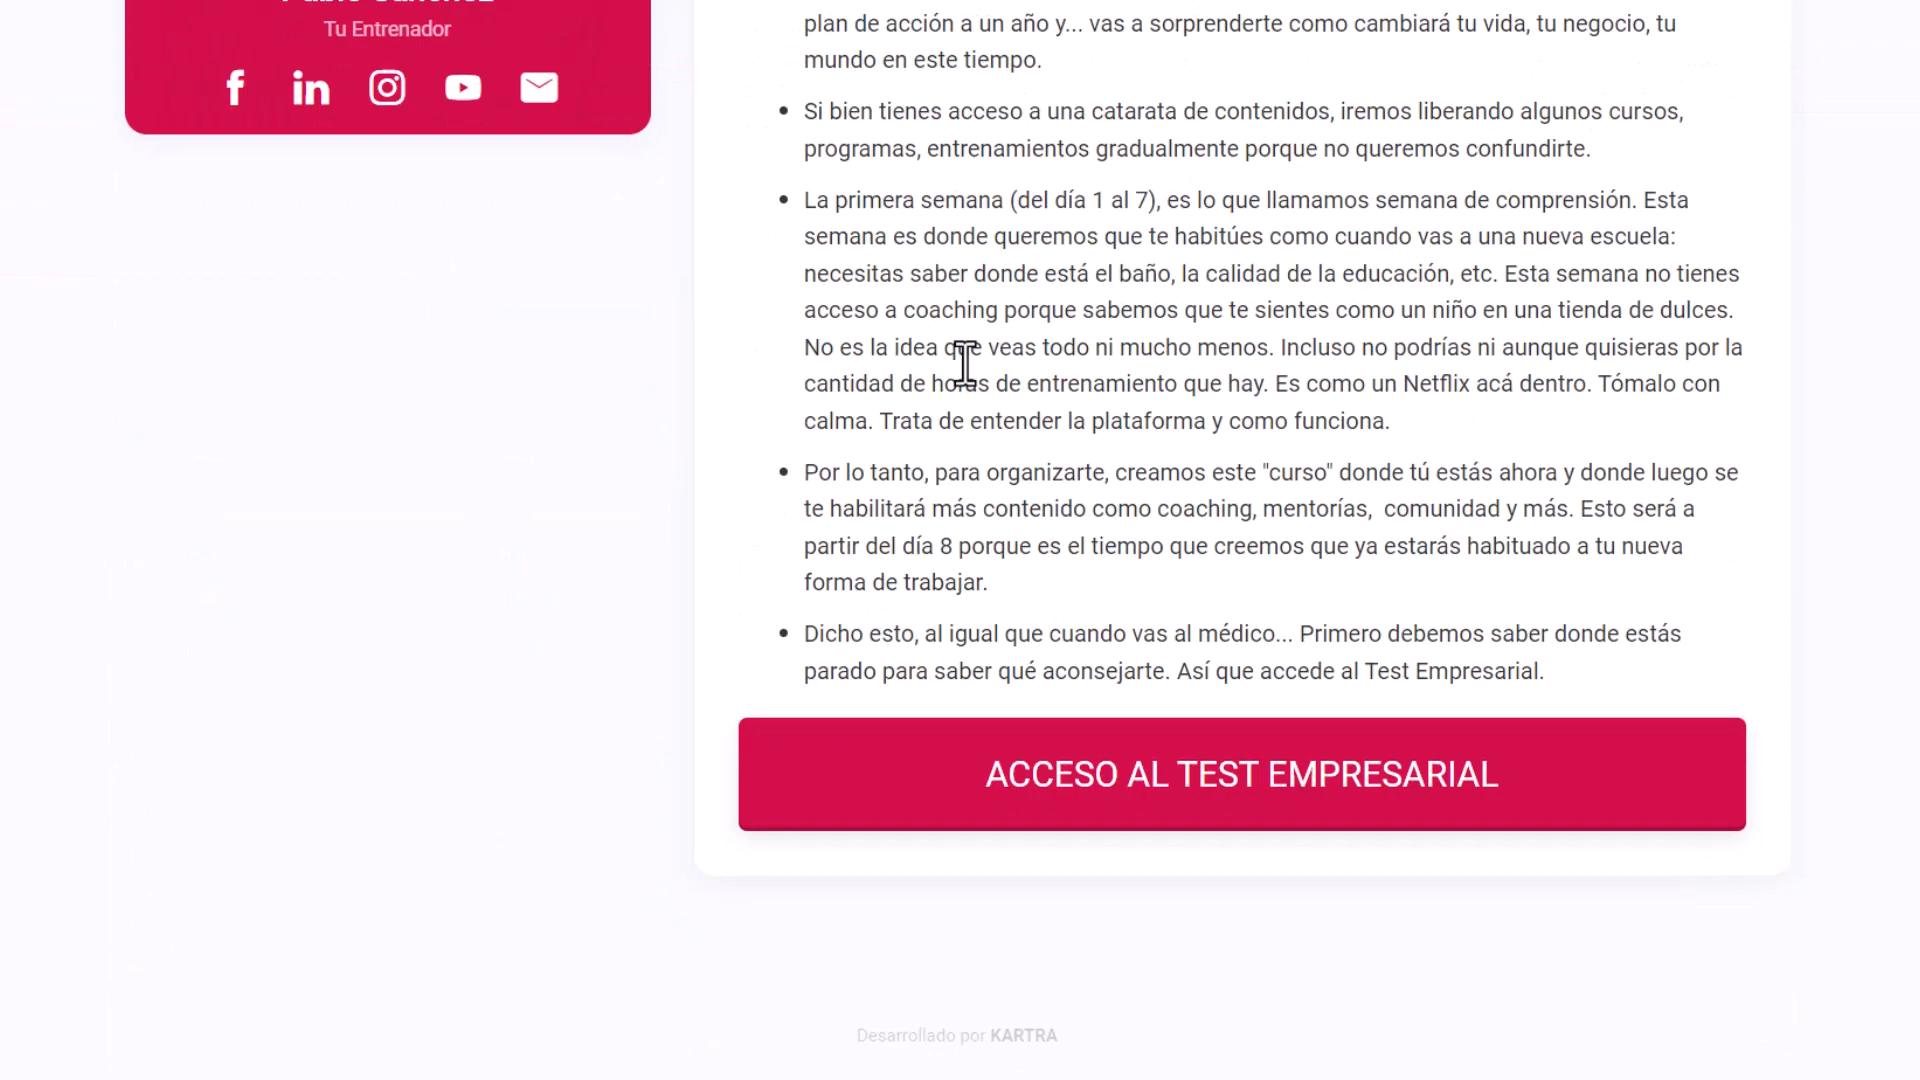 Tu Entrenador
plan de acción a un año y... vas a sorprenderte como cambiará tu vida, tu negocio, tu
mundo en este tiempo.
Si bien tienes acceso a una catarata de contenidos, iremos liberando algunos cursos,
programas, entrenamientos gradualmente porque no queremos confundirte.
La primera semana (del día 1 al 7), es lo que llamamos semana de comprensión. Esta
semana es donde queremos que te habitúes como cuando vas a una nueva escuela:
necesitas saber donde está el baño, la calidad de la educación, etc. Esta semana no tienes
acceso a coaching porque sabemos que te sientes como un niño en una tienda de dulces.
No es la idea que veas todo ni mucho menos. Incluso no podrías ni aunque quisieras por la
cantidad de horas de entrenamiento que hay. Es como un Netflix acá dentro. Tómalo con
calma. Trata de entender la plataforma y como funciona.
Por lo tanto, para organizarte, creamos este "curso" donde tú estás ahora y donde luego se
te habilitará más contenido como coaching, mentorías,  comunidad y más. Esto será a
partir del día 8 porque es el tiempo que creemos que ya estarás habituado a tu nueva
forma de trabajar.
Dicho esto, al igual que cuando vas al médico... Primero debemos saber donde estás
parado para saber qué aconsejarte. Así que accede al Test Empresarial.
ACCESO AL TEST EMPRESARIAL
Desarrollado por KARTRA